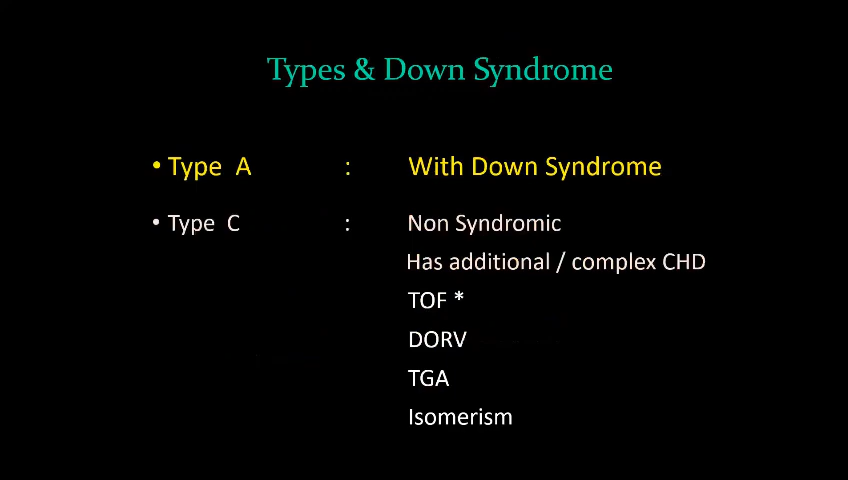 Types & Down Syndrome
• Type A : With Down Syndrome
• Type C : Non Syndromic
Has additional / complex CHD
TOF *
DORV
TGA
Isomerism